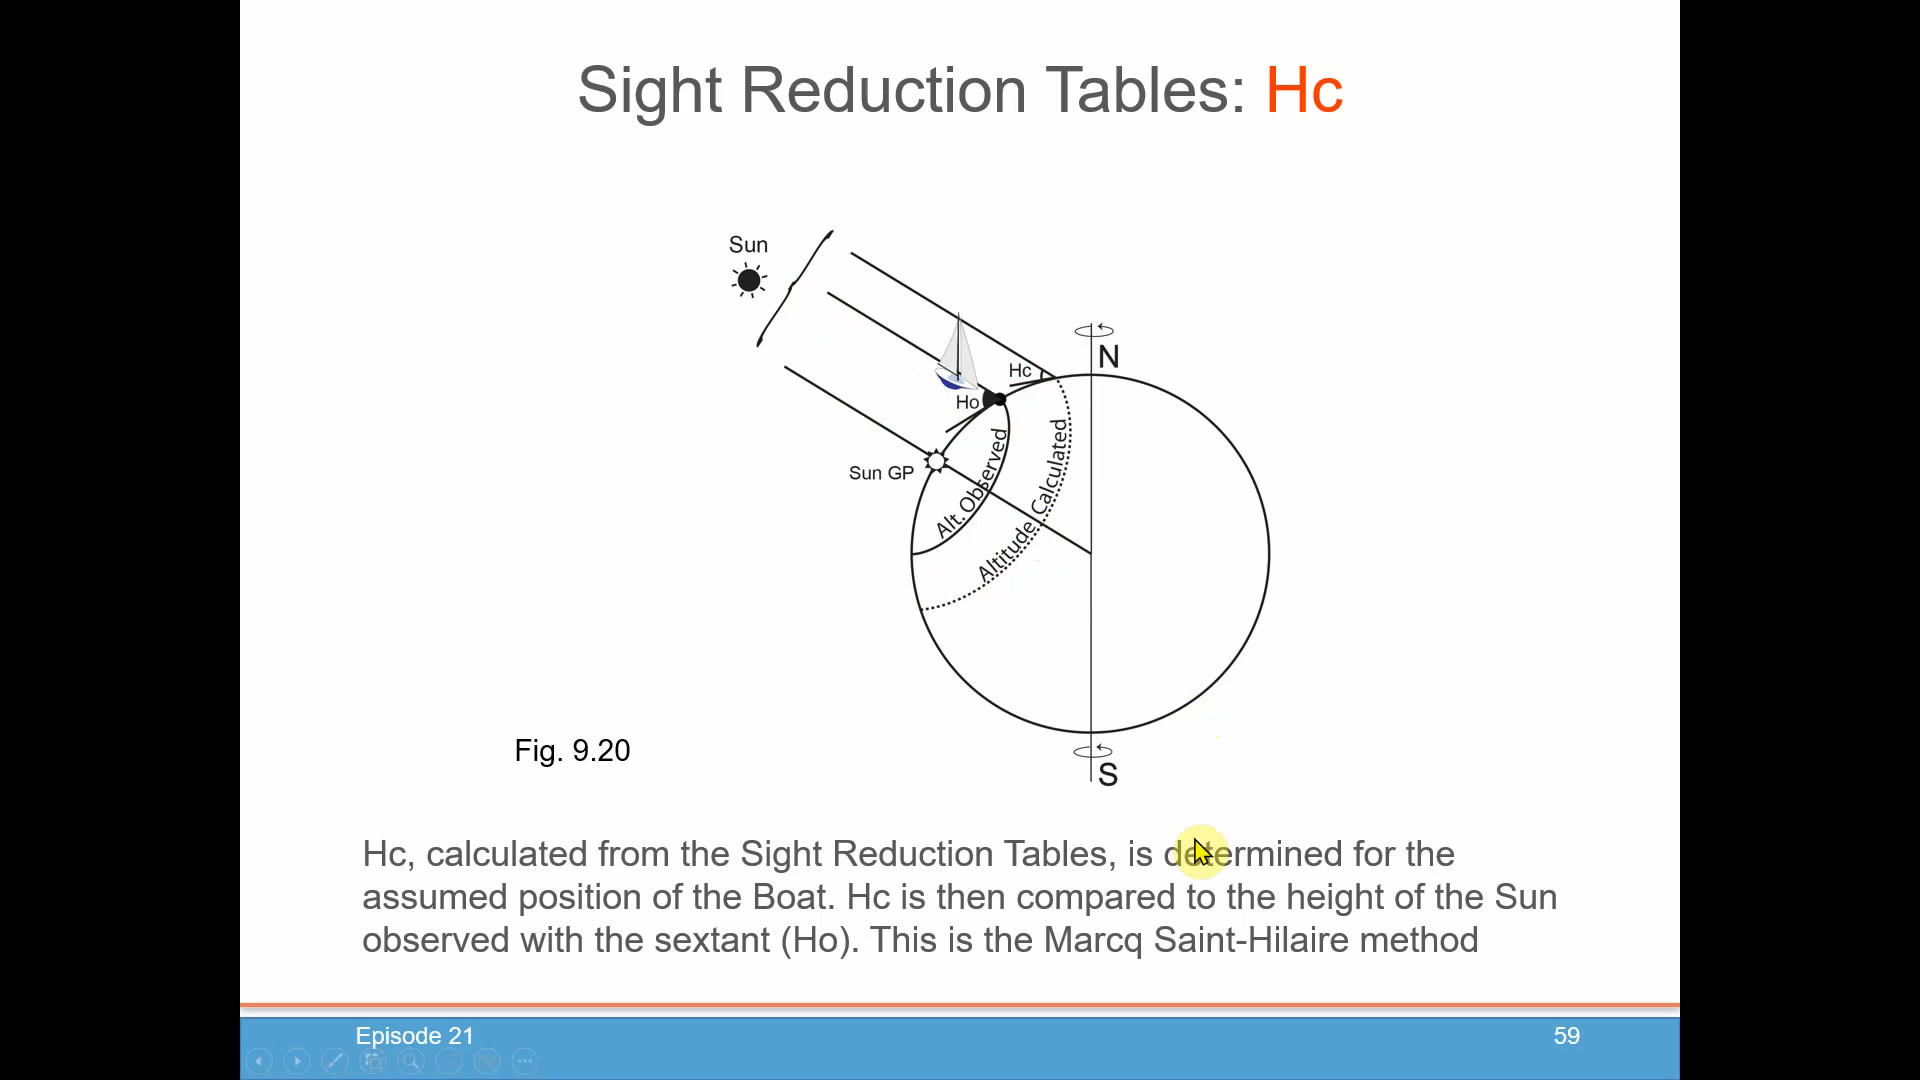 Sight Reduction Tables: Hc
Sun
N
Hc
Ho
Sun GP
Alt. Observed
Altitude Calculated
S
Fig. 9.20
Hc, calculated from the Sight Reduction Tables, is determined for the
assumed position of the Boat. Hc is then compared to the height of the Sun
observed with the sextant (Ho). This is the Marcq Saint-Hilaire method
Episode 21
59